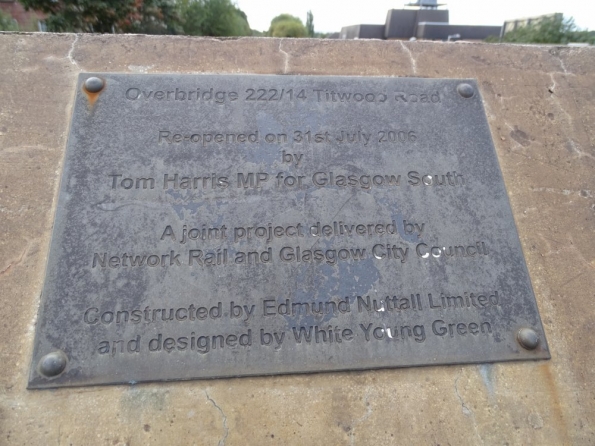 Overbridge 222/14 Titwood Road
Re-opened on 31st July 2006
by
Tom Harris MP for Glasgow South
A joint project delivered by
Network Rail and Glasgow City Council
Constructed by Edmund Nuttall Limited
and designed by White Young Green